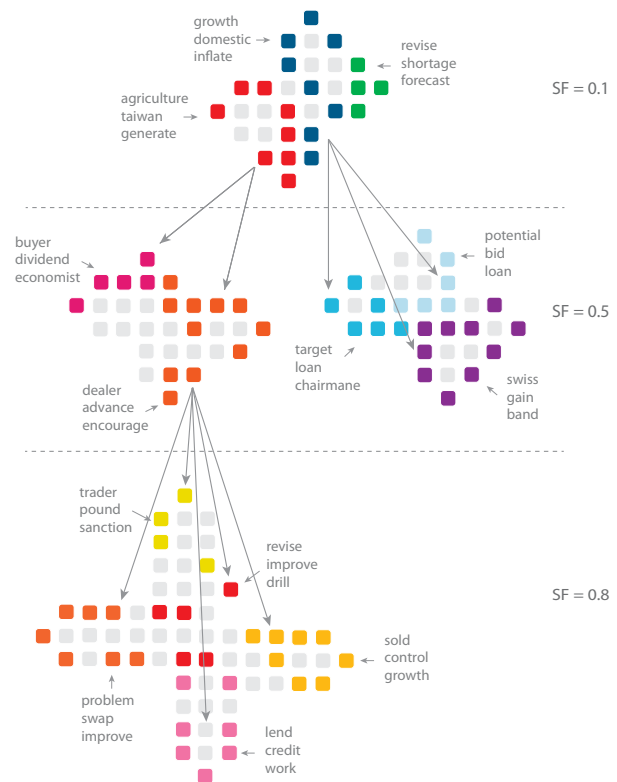 growth
domestic
inflate
revise
shortage
forecast
SF = 0.1
agriculture
taiwan
generate
buyer
dividend
economist
potential
bid
loan
SF = 0.5
target
loan
chairmane
swiss
gain
band
dealer
advance
encourage
trader
pound
sanction
revise
improve
drill
SF = 0.8
sold
control
growth
problem
swap
improve
lend
credit
work